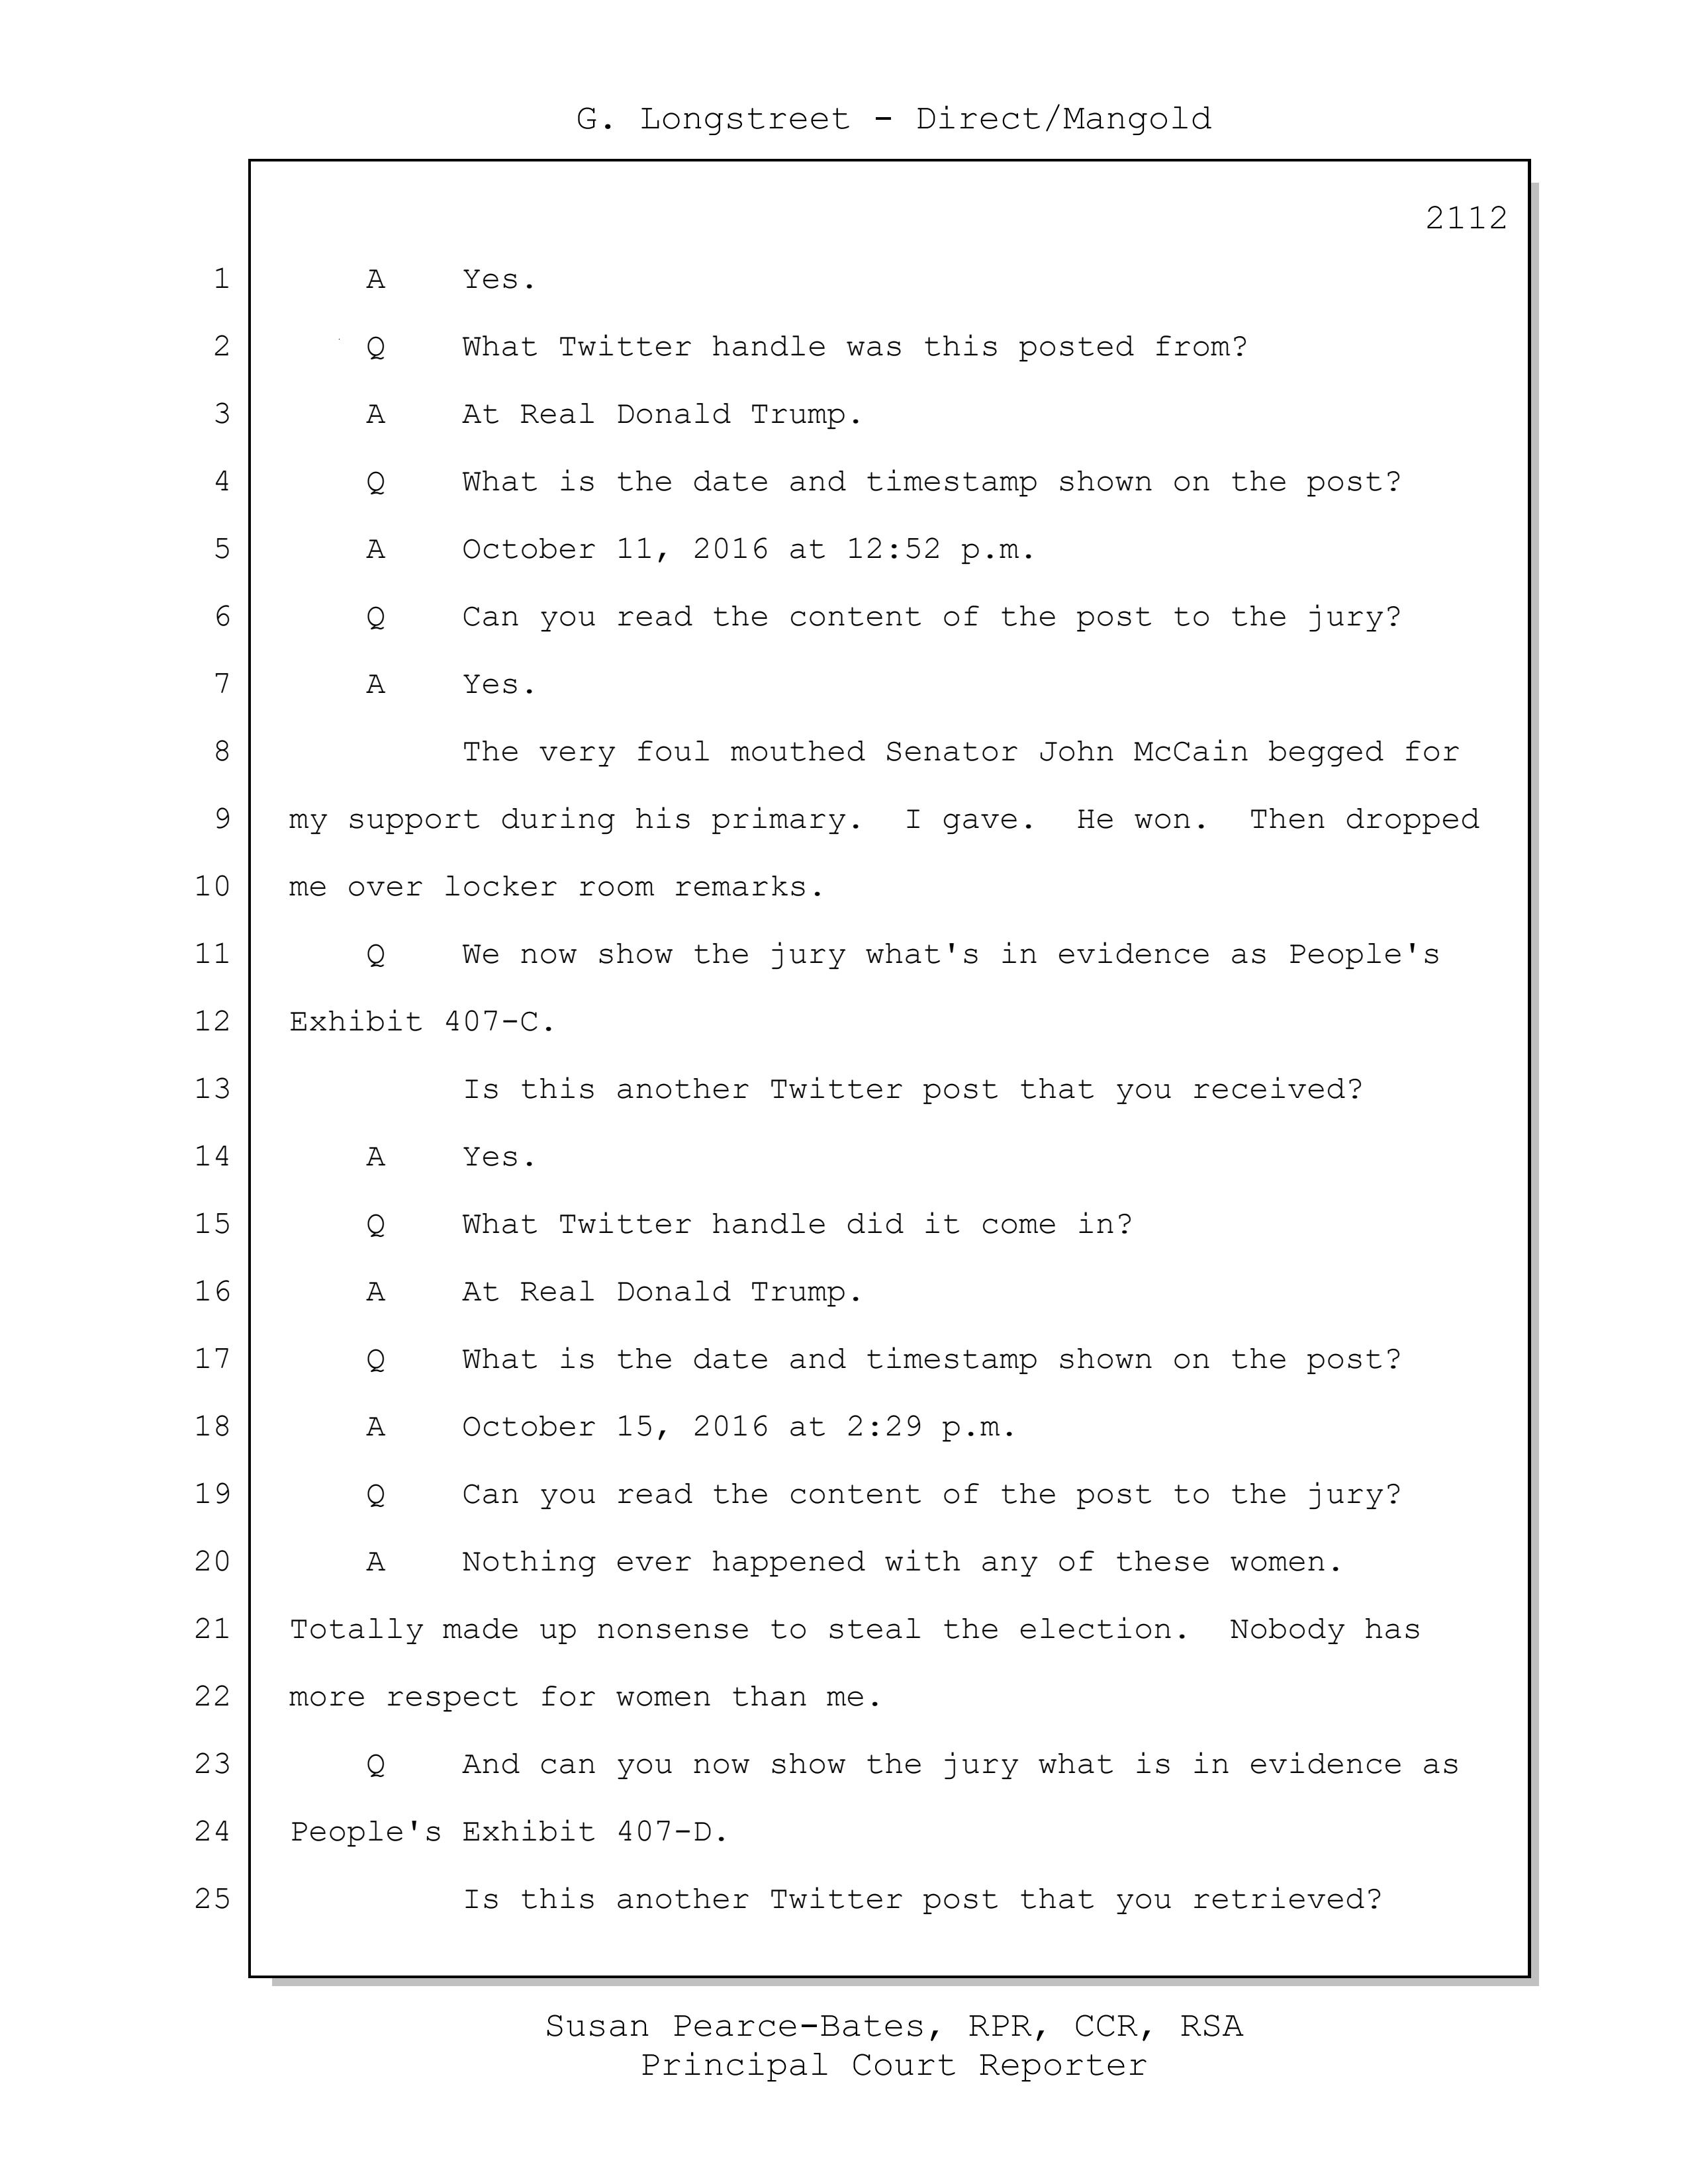 G. Longstreet - Direct/Mangold
2112
1 A Yes.
2 Q What Twitter handle was this posted from?
3 A At Real Donald Trump.
4 Q What is the date and timestamp shown on the post?
5 A October 11, 2016 at 12:52 p.m.
6 Q Can you read the content of the post to the jury?
7 A Yes.
8 The very foul mouthed Senator John McCain begged for
9 my support during his primary. I gave. He won. Then dropped
10 me over locker room remarks.
11 Q We now show the jury what's in evidence as People's
12 Exhibit 407-C.
13 Is this another Twitter post that you received?
14 A Yes.
15 Q What Twitter handle did it come in?
16 A At Real Donald Trump.
17 Q What is the date and timestamp shown on the post?
18 A October 15, 2016 at 2:29 p.m.
19 Q Can you read the content of the post to the jury?
20 A Nothing ever happened with any of these women.
21 Totally made up nonsense to steal the election. Nobody has
22 more respect for women than me.
23 Q And can you now show the jury what is in evidence as
24 People's Exhibit 407-D.
25 Is this another Twitter post that you retrieved?
Susan Pearce-Bates, RPR, CCR, RSA
Principal Court Reporter